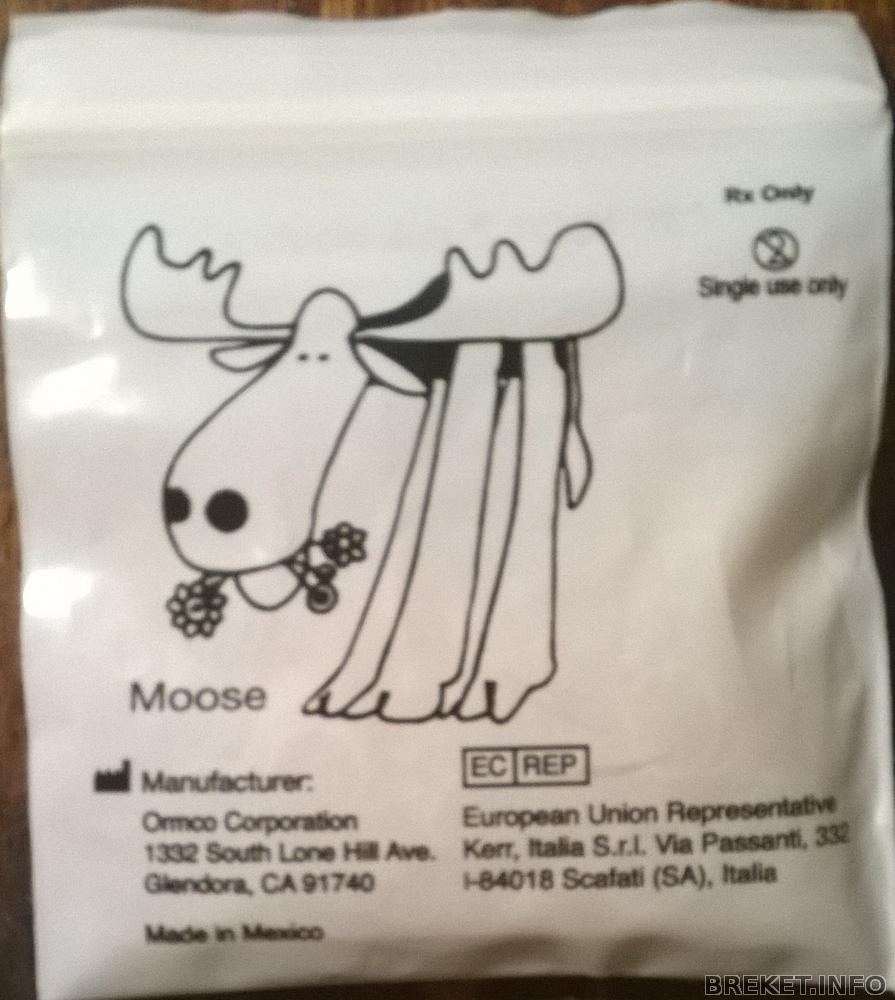 Rx Only
2
Single use only
Moose
Manufacturer:
Ormco Corporation
1332 South Lone Hill Ave.
Glendora, CA 91740
Made in Mexico
EC REP
European Union Representative
Kerr, Italia S.r.l. Via Passanti, 332
I-84018 Scafati (SA), Italia
BREKET.INFO